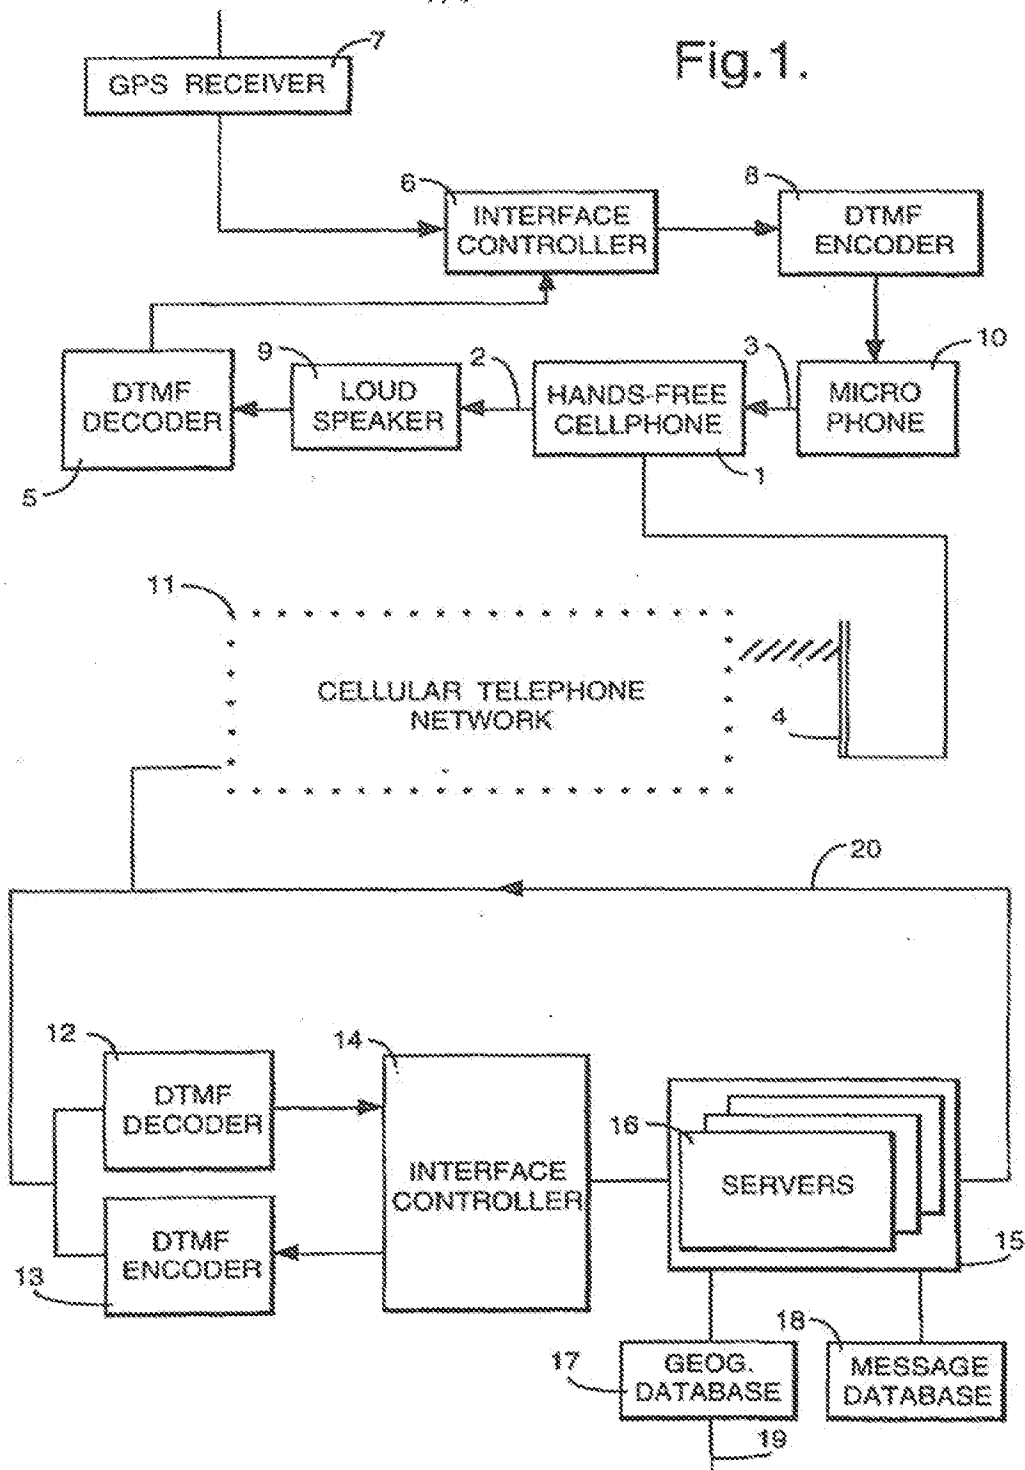 Fig.1.
7
GPS RECEIVER
6
INTERFACE
CONTROLLER
8
DTMF
ENCODER
5
DTMF
DECODER
9
LOUD
SPEAKER
2
HANDS-FREE
CELLPHONE
1
3
10
MICRO
PHONE
11
CELLULAR TELEPHONE
NETWORK
4
20
12
DTMF
DECODER
14
INTERFACE
CONTROLLER
13
DTMF
ENCODER
16
SERVERS
15
17
GEOG.
DATABASE
18
MESSAGE
DATABASE
19